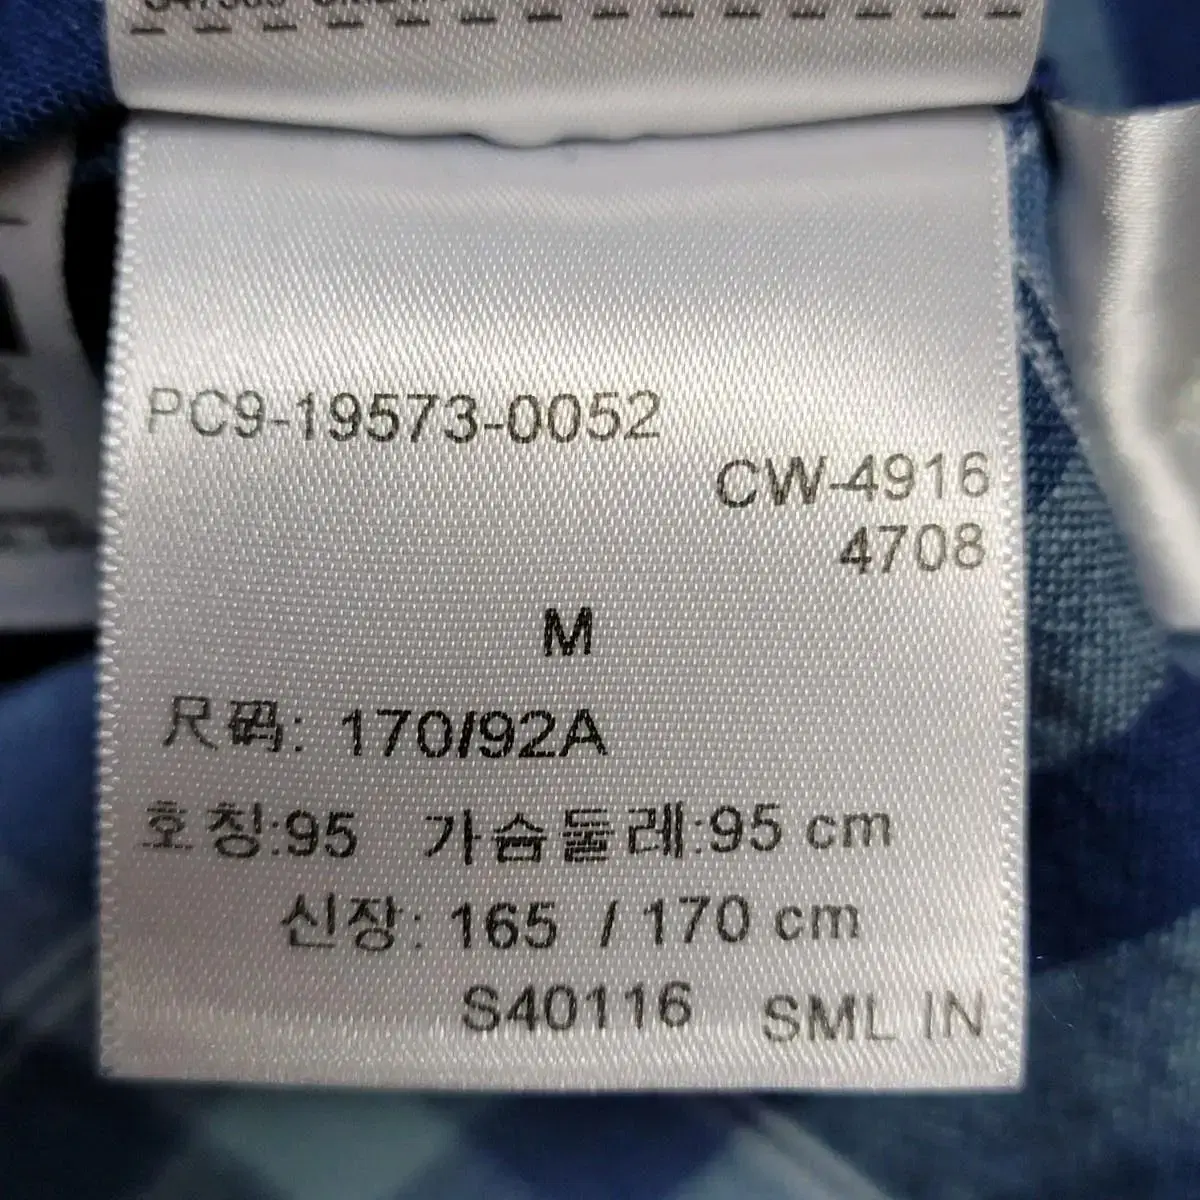 PC9-19573-0052
CW-4916
4708
M
尺码: 170/92A
호칭:95 가슴둘레:95 cm
신장: 165 / 170 cm
S40116 SML IN